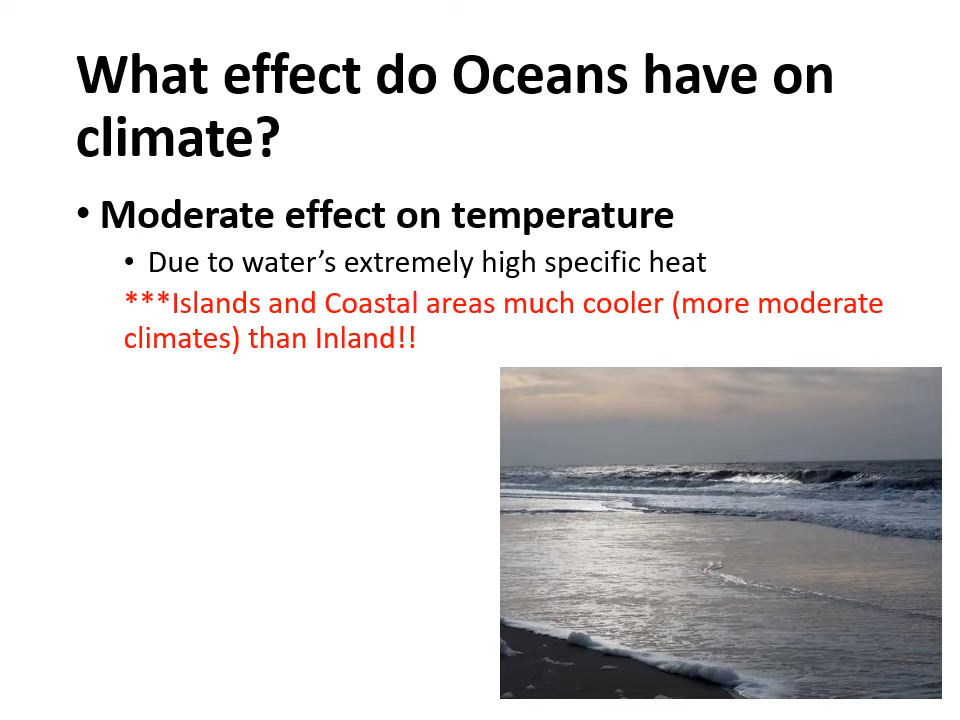 What effect do Oceans have on
climate?
• Moderate effect on temperature
• Due to water’s extremely high specific heat
***Islands and Coastal areas much cooler (more moderate
climates) than Inland!!